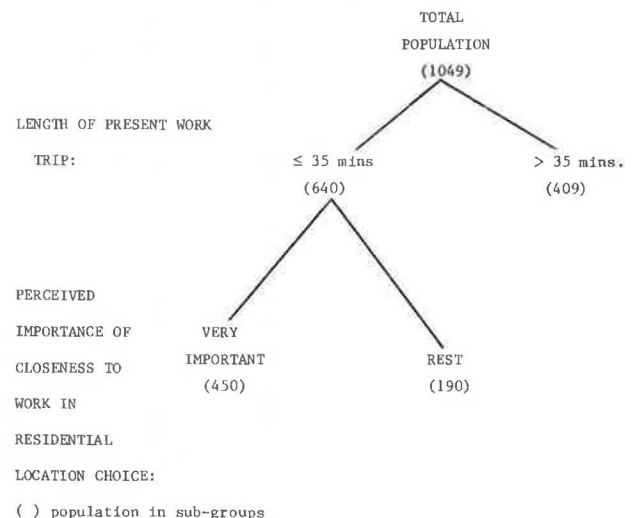 TOTAL
POPULATION
(1049)
LENGTH OF PRESENT WORK
TRIP:
≤ 35 mins
> 35 mins.
(640)
(409)
PERCEIVED
IMPORTANCE OF
CLOSENESS TO
WORK IN
RESIDENTIAL
LOCATION CHOICE:
VERY
IMPORTANT
(450)
REST
(190)
( ) population in sub-groups